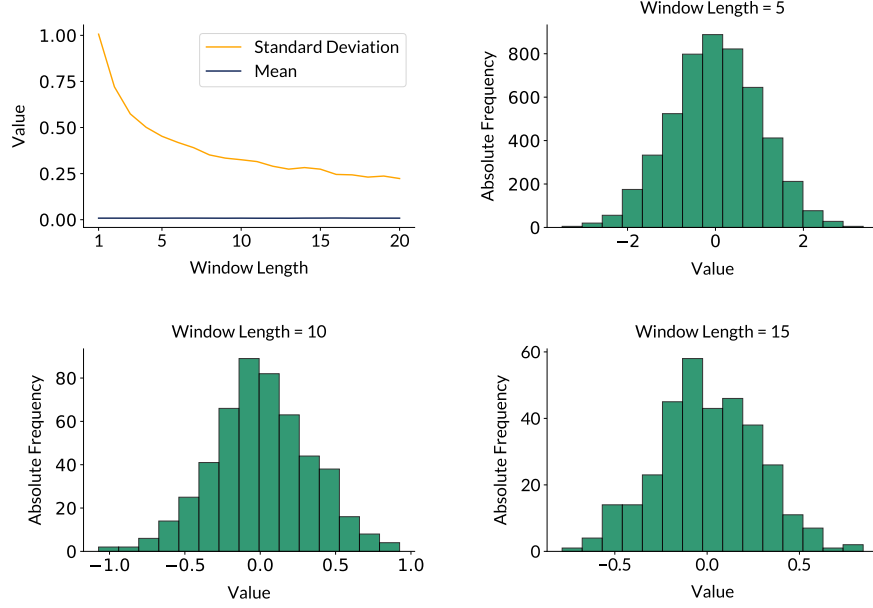 1.00
0.75
0.50
0.25
0.00
Value
1 5 10 15 20
Window Length
Standard Deviation
Mean
Window Length = 5
800
600
400
200
0
Absolute Frequency
−2 0 2
Value
Window Length = 10
80
60
40
20
0
Absolute Frequency
−1.0 −0.5 0.0 0.5 1.0
Value
Window Length = 15
60
40
20
0
Absolute Frequency
−0.5 0.0 0.5
Value